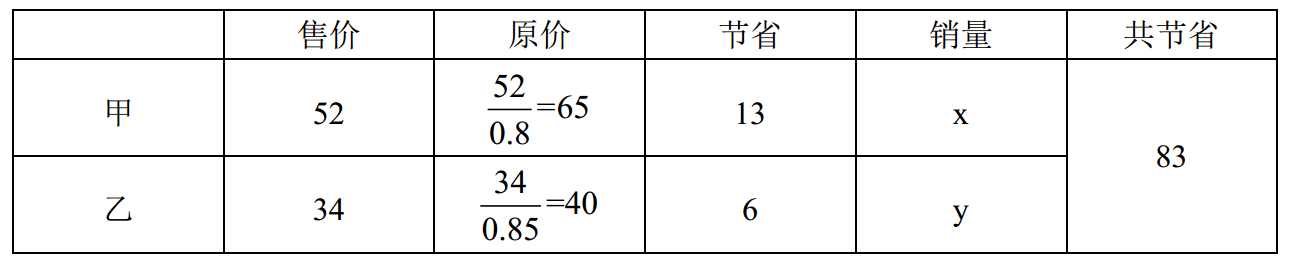 售价 原价 节省 销量 共节省
甲 52 52/0.8=65 13 x 83
乙 34 34/0.85=40 6 y